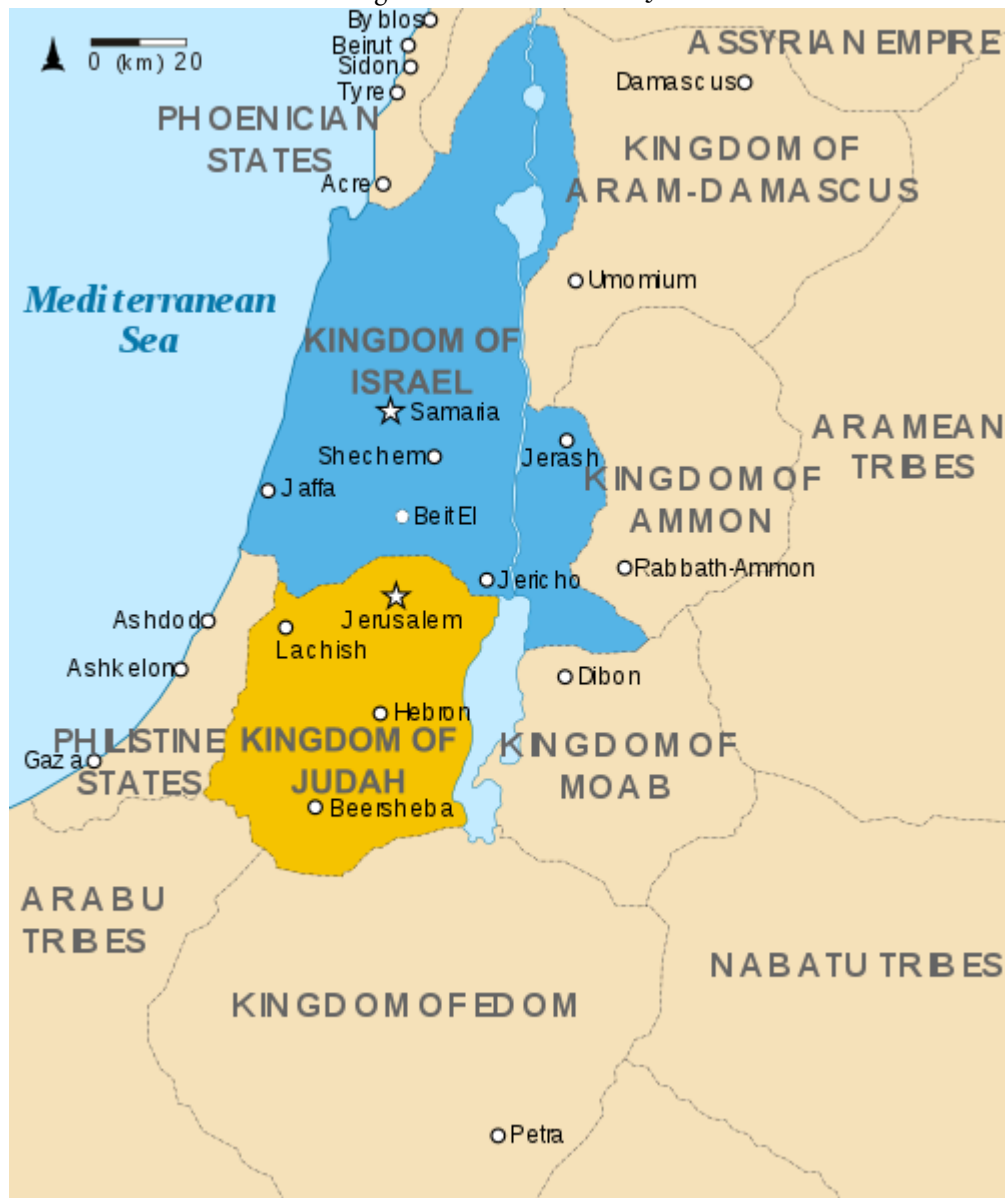 Byblos
Beirut
Sidon
Tyre
0 (km) 20
ASSYRIAN EMPIRE
Damascus
PHOENICIAN
STATES
KINGDOM OF
ARAM-DAMASCUS
Acre
Umomium
Mediterranean
Sea
KINGDOM OF
ISRAEL
Samaria
Shechem
Jerash
ARAMEAN
TRIBES
KINGDOM OF
AMMON
Jaffa
BeitEl
Jericho
Rabbath-Ammon
Ashdod
Jerusalem
Lachish
Ashkelon
Dibon
Hebron
PHILISTINE
STATES
Gaza
KINGDOM OF
JUDAH
KINGDOM OF
MOAB
Beersheba
ARABU
TRIBES
NABATU TRIBES
KINGDOM OF EDOM
Petra